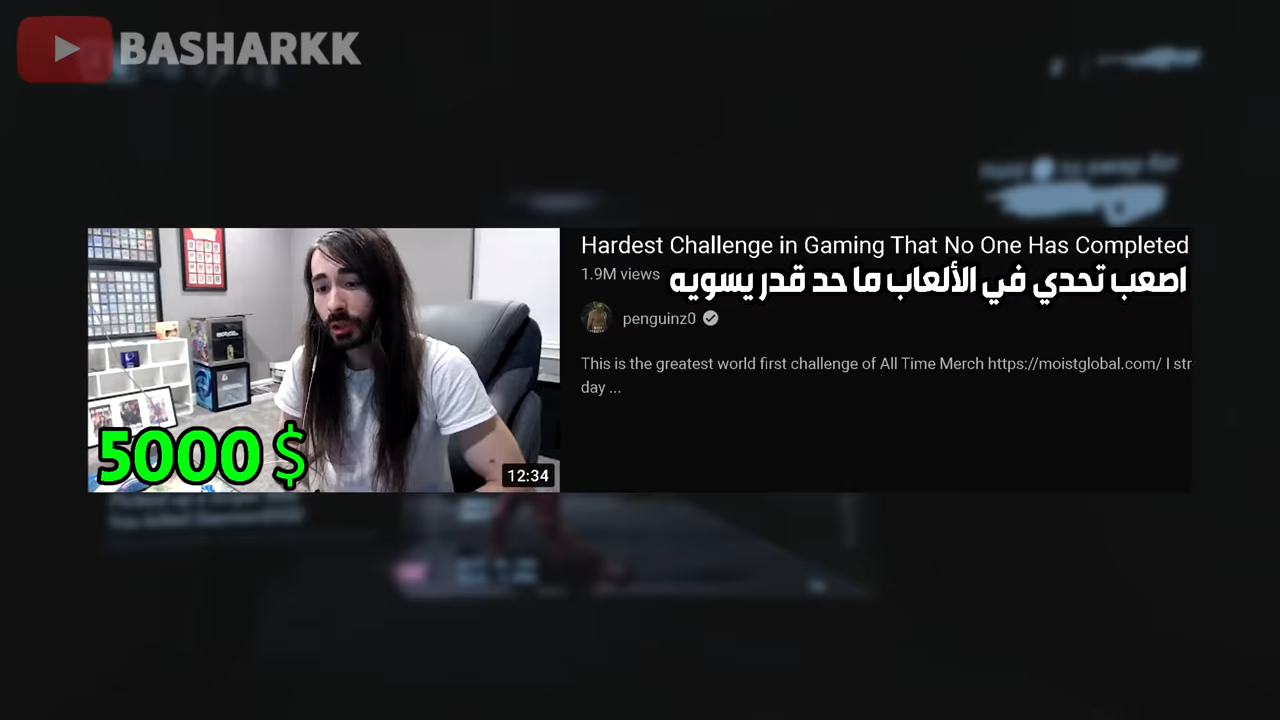 BASHARKK
Hardest Challenge in Gaming That No One Has Completed
1.9M views
اصعب تحدي في الألعاب ما حد قدر يسويه
penguinz0
This is the greatest world first challenge of All Time Merch https://moistglobal.com/ I str
day ...
5000 $
12:34